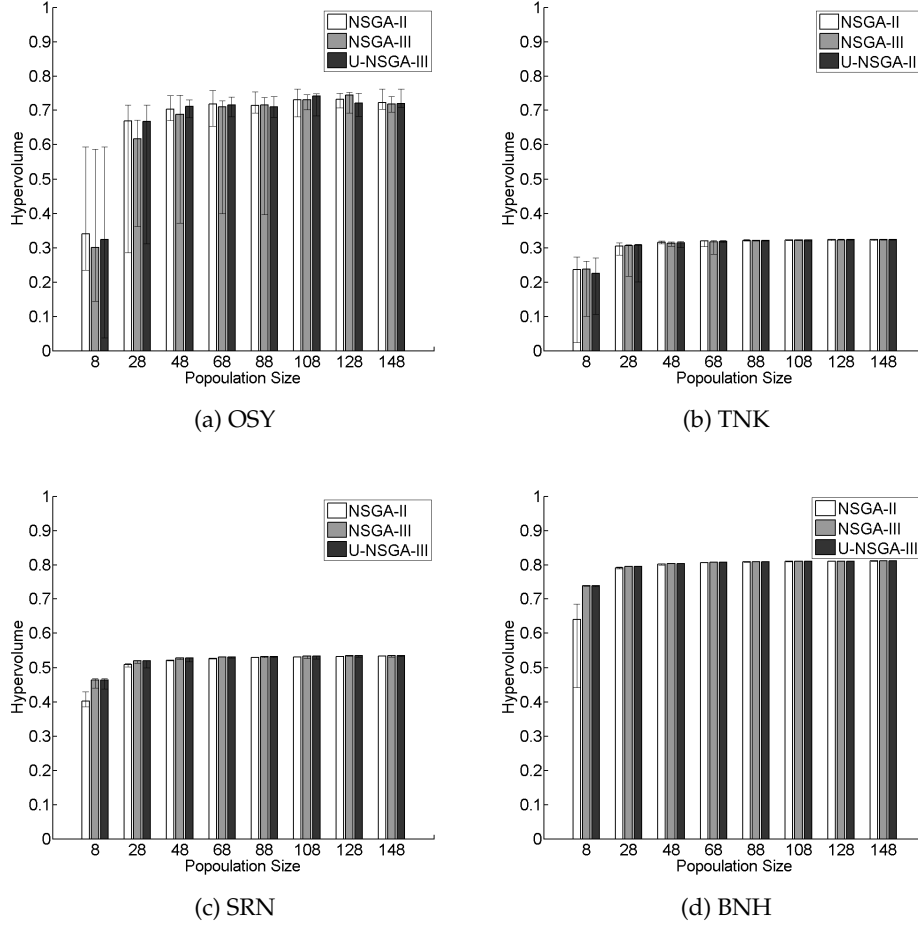 1
0.9
0.8
0.7
0.6
0.5
0.4
0.3
0.2
0.1
0
Hypervolume
NSGA-II
NSGA-III
U-NSGA-III
8 28 48 68 88 108 128 148
Popoulation Size
(a) OSY
1
0.9
0.8
0.7
0.6
0.5
0.4
0.3
0.2
0.1
0
Hypervolume
NSGA-II
NSGA-III
U-NSGA-II
8 28 48 68 88 108 128 148
Popoulation Size
(b) TNK
1
0.9
0.8
0.7
0.6
0.5
0.4
0.3
0.2
0.1
0
Hypervolume
NSGA-II
NSGA-III
U-NSGA-III
8 28 48 68 88 108 128 148
Popoulation Size
(c) SRN
1
0.9
0.8
0.7
0.6
0.5
0.4
0.3
0.2
0.1
0
Hypervolume
NSGA-II
NSGA-III
U-NSGA-III
8 28 48 68 88 108 128 148
Popoulation Size
(d) BNH